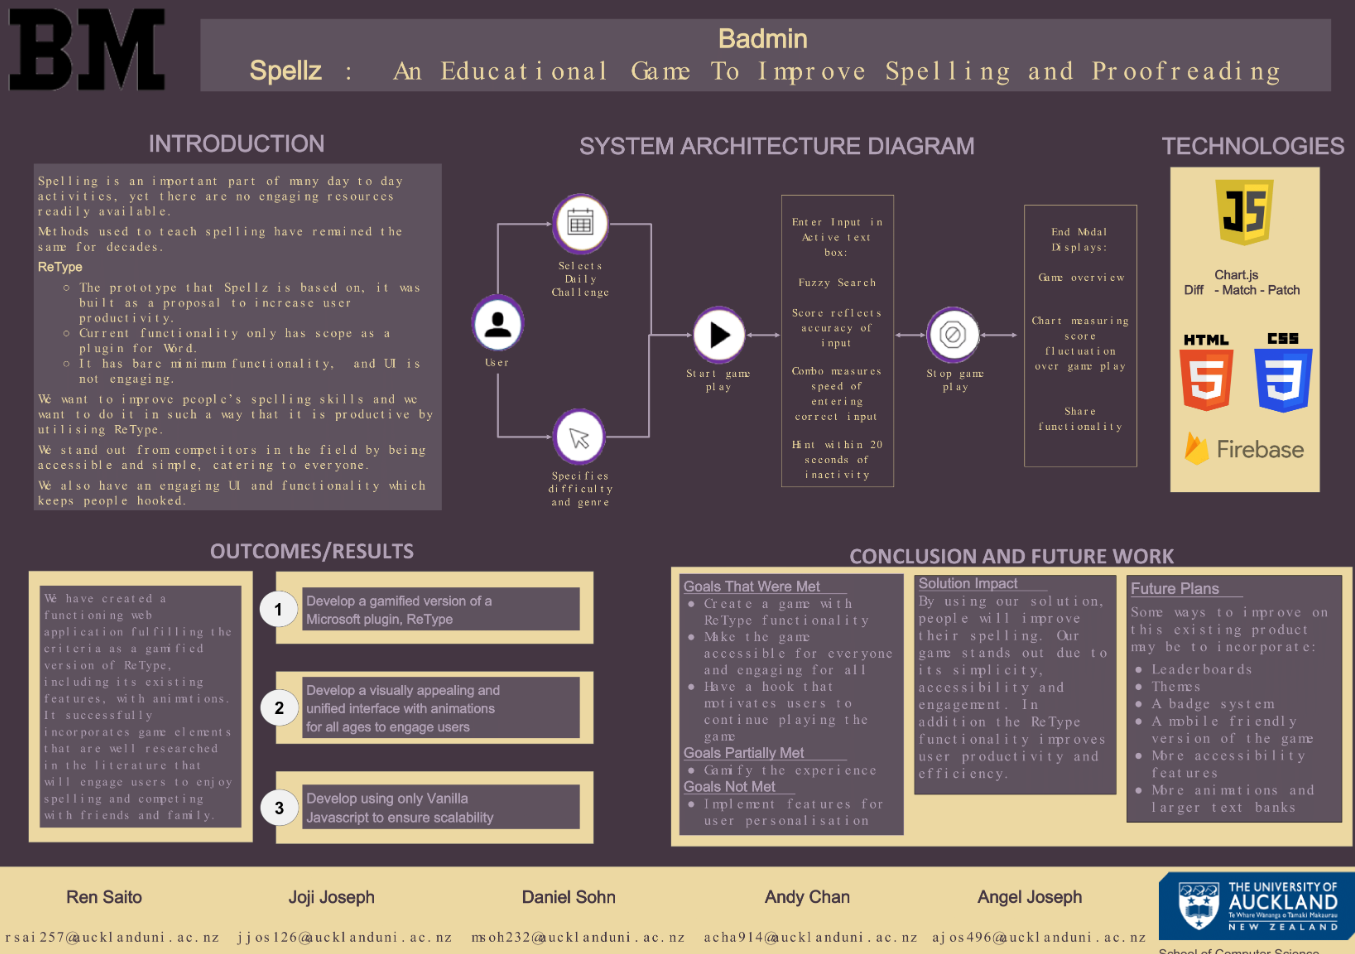 BM
Badmin
Spellz : An Educational Game To Improve Spelling and Proofreading
INTRODUCTION
Spelling is an important part of many day to day
activities, yet there are no engaging resources
readily available.
Methods used to teach spelling have remained the
same for decades.
ReType
○ The prototype that Spellz is based on, it was
built as a proposal to increase user
productivity.
○ Current functionality only has scope as a
plugin for Word.
○ It has bare minimum functionality, and UI is
not engaging.
We want to improve people's spelling skills and we
want to do it in such a way that it is productive by
utilising ReType.
We stand out from competitors in the field by being
accessible and simple, catering to everyone.
We also have an engaging UI and functionality which
keeps people hooked.
SYSTEM ARCHITECTURE DIAGRAM
User
Selects
Daily
Challenge
Specifies
difficulty
and genre
Start game
play
Enter Input in
Active text
box:
Fuzzy Search
Score reflects
accuracy of
input
Combo measures
speed of
entering
correct input
Hint within 20
seconds of
inactivity
Stop game
play
End Modal
Displays:
Game overview
Chart measuring
score
fluctuation
over game play
Share
functionality
TECHNOLOGIES
JS
Chart.js
Diff - Match - Patch
HTML
5
CSS
3
Firebase
OUTCOMES/RESULTS
We have created a
functioning web
application fulfilling the
criteria as a gamified
version of ReType,
including its existing
features, with animtions.
It successfully
incorporates game elements
that are well researched
in the literature that
will engage users to enjoy
spelling and competing
with friends and family.
1
Develop a gamified version of a
Microsoft plugin, ReType
2
Develop a visually appealing and
unified interface with animations
for all ages to engage users
3
Develop using only Vanilla
Javascript to ensure scalability
CONCLUSION AND FUTURE WORK
Goals That Were Met
● Create a game with
ReType functionality
● Make the game
accessible for everyone
and engaging for all
● Have a hook that
motivates users to
continue playing the
game
Goals Partially Met
● Gamify the experience
Goals Not Met
● Implement features for
user personalisation
Solution Impact
By using our solution,
people will improve
their spelling. Our
game stands out due to
its simplicity,
accessibility and
engagement. In
addition the ReType
functionality improves
user productivity and
efficiency.
Future Plans
Some ways to improve on
this existing product
may be to incorporate:
● Leaderboards
● Themes
● A badge system
● A mobile friendly
version of the game
● More accessibility
features
● More animations and
larger text banks
Ren Saito
rsai257@aucklanduni.ac.nz
Joji Joseph
jjos126@aucklanduni.ac.nz
Daniel Sohn
msoh232@aucklanduni.ac.nz
Andy Chan
acha914@aucklanduni.ac.nz
Angel Joseph
ajos496@aucklanduni.ac.nz
THE UNIVERSITY OF
AUCKLAND
Te Whare Wānanga o Tāmaki Makaurau
NEW ZEALAND
School of Computer Science